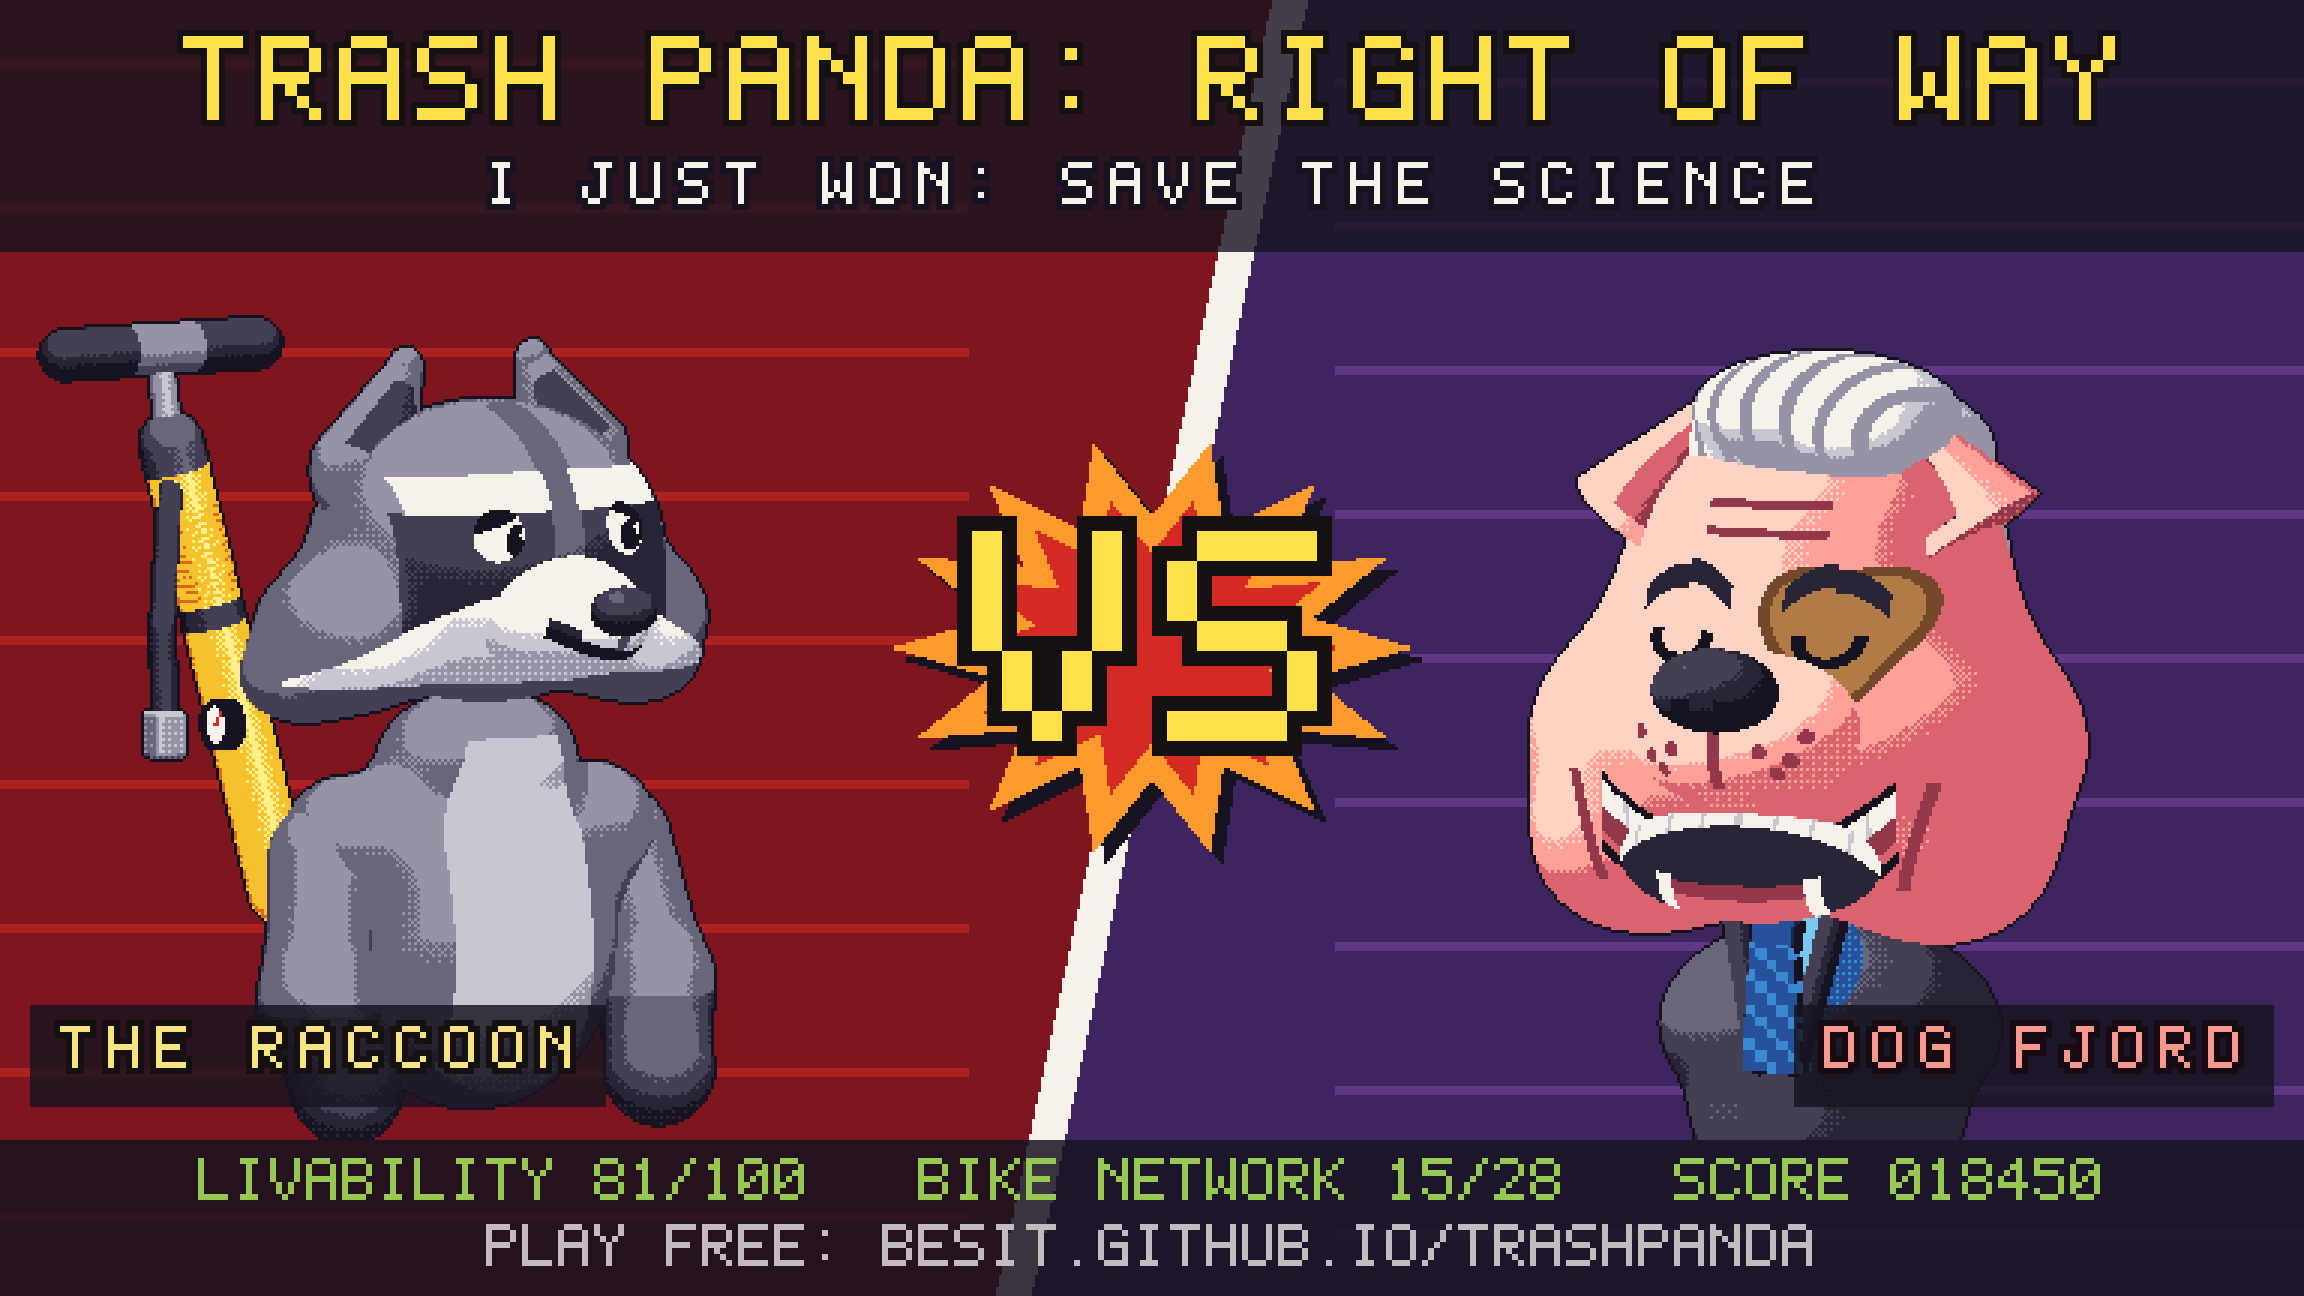 TRASH PANDA: RIGHT OF WAY
I JUST WON: SAVE THE SCIENCE
VS
THE RACCOON
DOG FJORD
LIVABILITY 81/100 BIKE NETWORK 15/28 SCORE 018450
PLAY FREE: BESIT.GITHUB.IO/TRASHPANDA